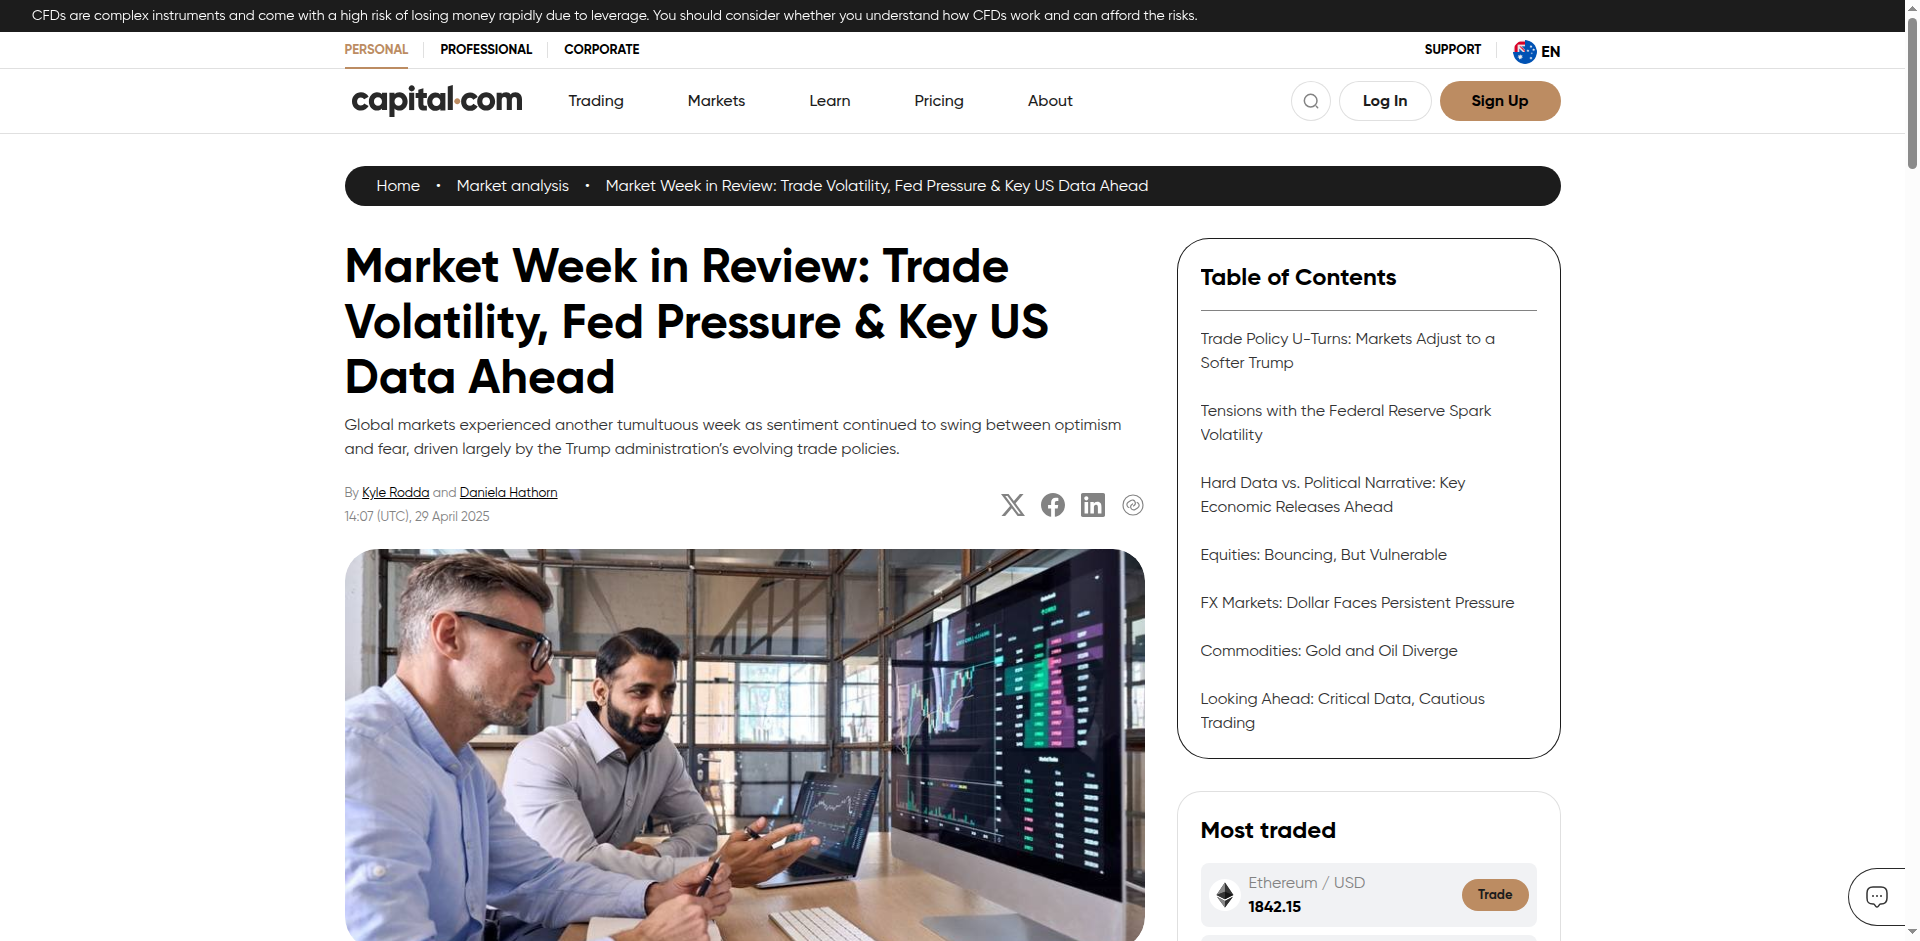 CFDs are complex instruments and come with a high risk of losing money rapidly due to leverage. You should consider whether you understand how CFDs work and can afford the risks.
PERSONAL
PROFESSIONAL
CORPORATE
SUPPORT
EN
capital.com
Trading
Markets
Learn
Pricing
About
Log In
Sign Up
Home • Market analysis • Market Week in Review: Trade Volatility, Fed Pressure & Key US Data Ahead
Market Week in Review: Trade
Volatility, Fed Pressure & Key US
Data Ahead
Global markets experienced another tumultuous week as sentiment continued to swing between optimism
and fear, driven largely by the Trump administration’s evolving trade policies.
By Kyle Rodda and Daniela Hathorn
14:07 (UTC), 29 April 2025
Table of Contents
Trade Policy U-Turns: Markets Adjust to a
Softer Trump
Tensions with the Federal Reserve Spark
Volatility
Hard Data vs. Political Narrative: Key
Economic Releases Ahead
Equities: Bouncing, But Vulnerable
FX Markets: Dollar Faces Persistent Pressure
Commodities: Gold and Oil Diverge
Looking Ahead: Critical Data, Cautious
Trading
Most traded
Ethereum / USD
1842.15
Trade